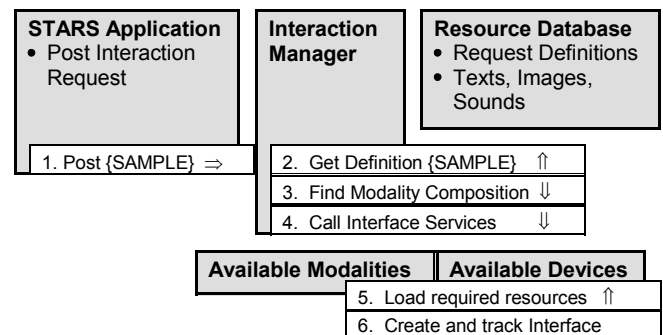 STARS Application
• Post Interaction
Request
Interaction
Manager
Resource Database
• Request Definitions
• Texts, Images,
Sounds
1. Post {SAMPLE} ⇒
2. Get Definition {SAMPLE} ⇑
3. Find Modality Composition ⇓
4. Call Interface Services ⇓
Available Modalities
Available Devices
5. Load required resources ⇑
6. Create and track Interface